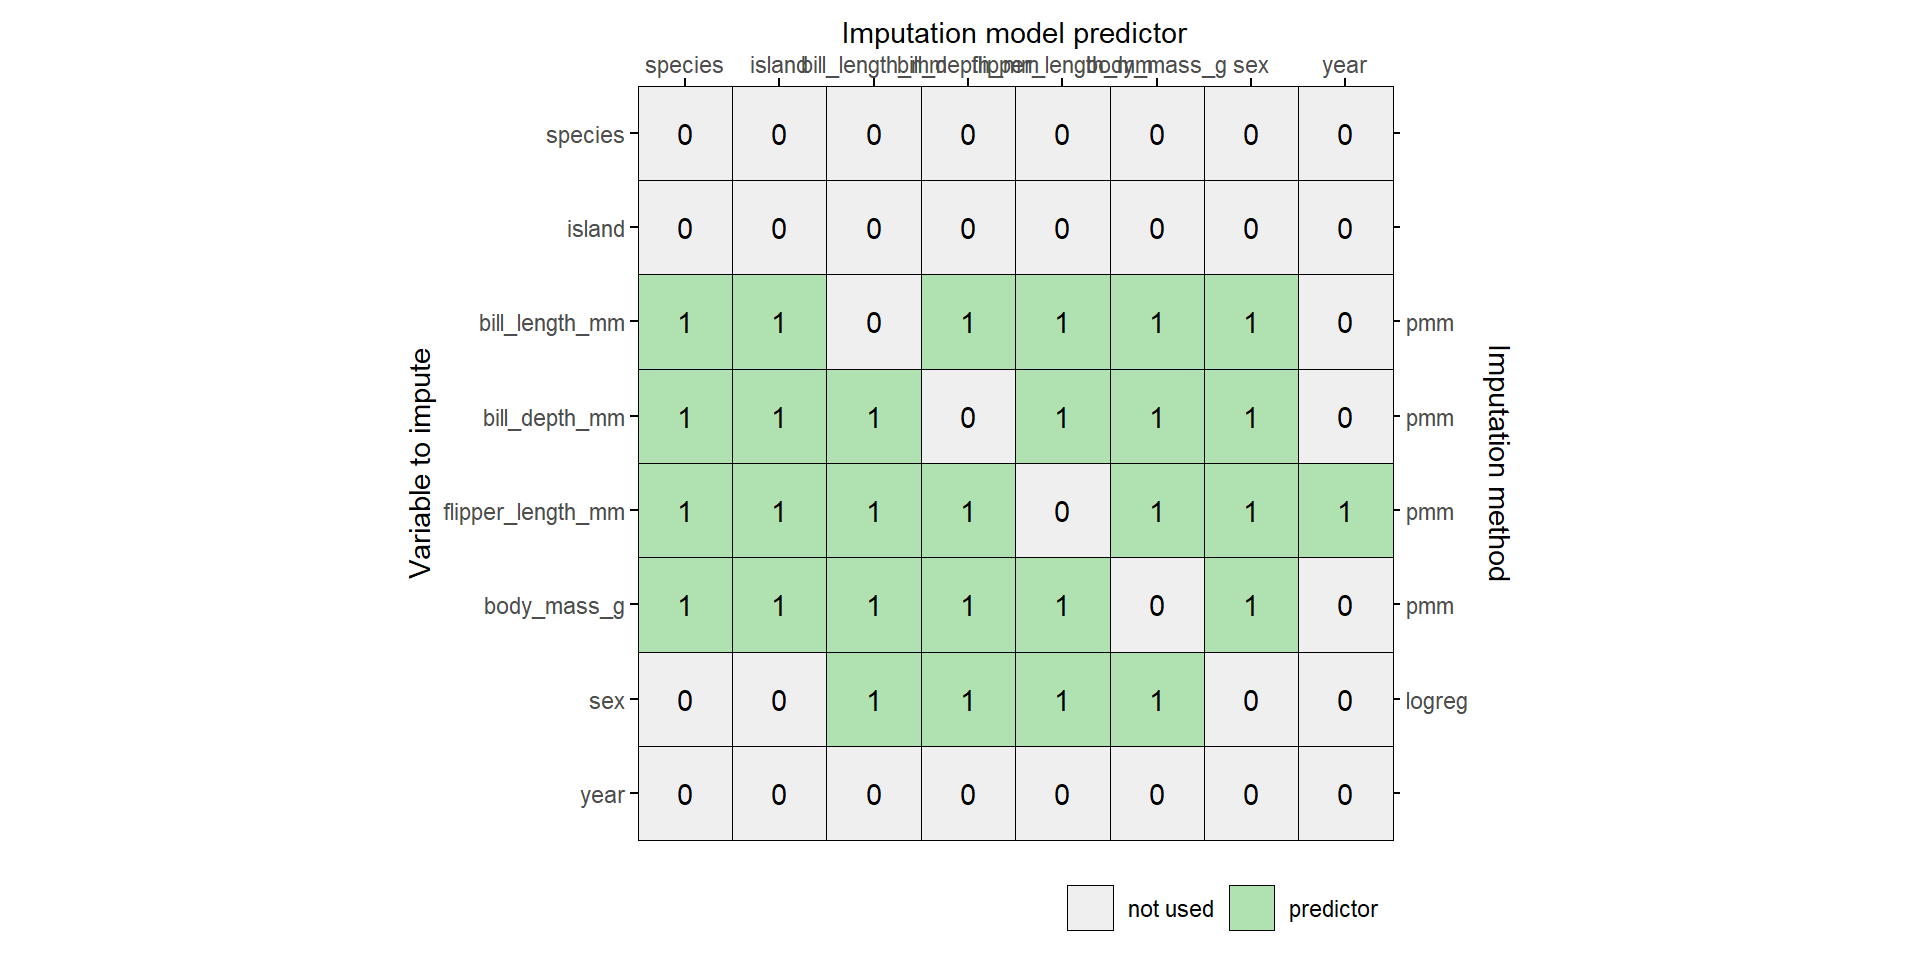 Imputation model predictor
species island bill_length_mm bill_depth_mm flipper_length_mm body_mass_g sex year
species 0 0 0 0 0 0 0 0
island 0 0 0 0 0 0 0 0
bill_length_mm 1 1 0 1 1 1 1 0 pmm
bill_depth_mm 1 1 1 0 1 1 1 0 pmm
flipper_length_mm 1 1 1 1 0 1 1 1 pmm
body_mass_g 1 1 1 1 1 0 1 0 pmm
sex 0 0 1 1 1 1 0 0 logreg
year 0 0 0 0 0 0 0 0
Variable to impute
Imputation method
not used predictor